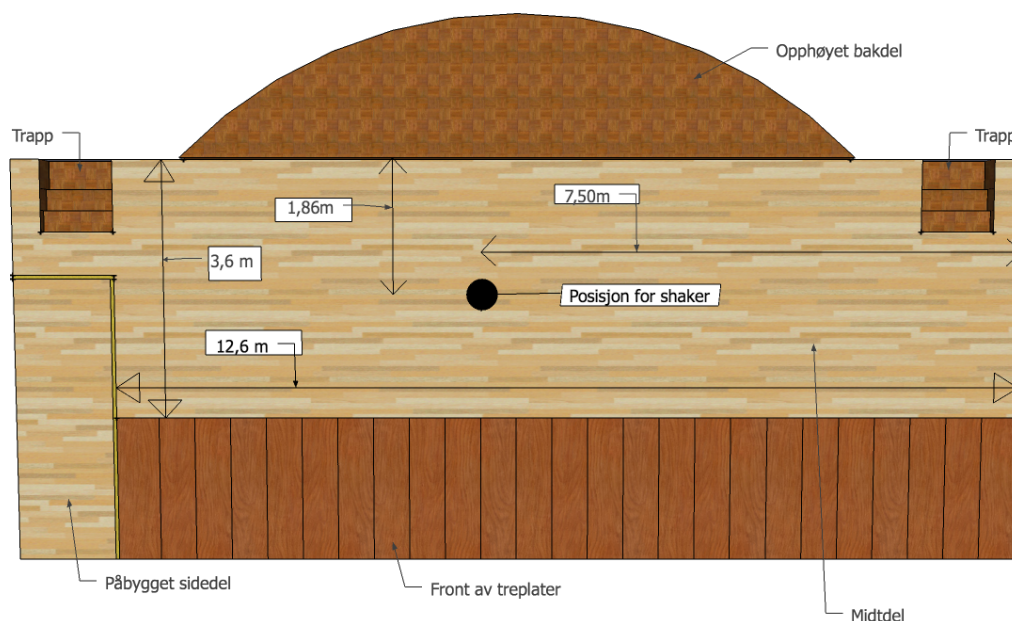 Opphøyet bakdel
Trapp
Trapp
7,50m
1,86m
3,6 m
Posisjon for shaker
12,6 m
Påbygget sidedel
Front av treplater
Midtdel